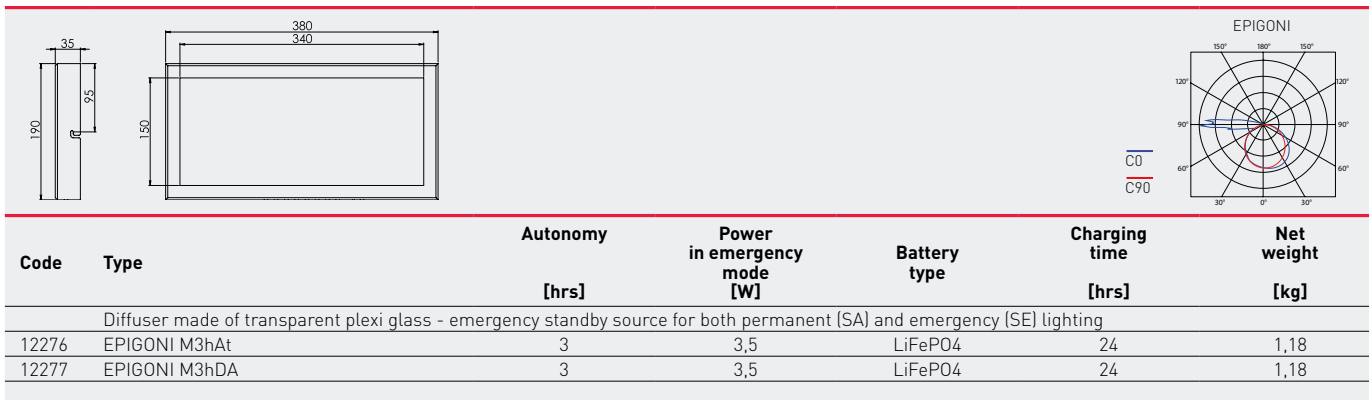 380
340
35
95
190
150
EPIGONI
150° 180° 150°
120° 120°
90° 90°
60° 60°
30° 0° 30°
C0
C90
Code Type Autonomy [hrs] Power in emergency mode [W] Battery type Charging time [hrs] Net weight [kg]
Diffuser made of transparent plexi glass - emergency standby source for both permanent (SA) and emergency (SE) lighting
12276 EPIGONI M3hAt 3 3,5 LiFePO4 24 1,18
12277 EPIGONI M3hDA 3 3,5 LiFePO4 24 1,18